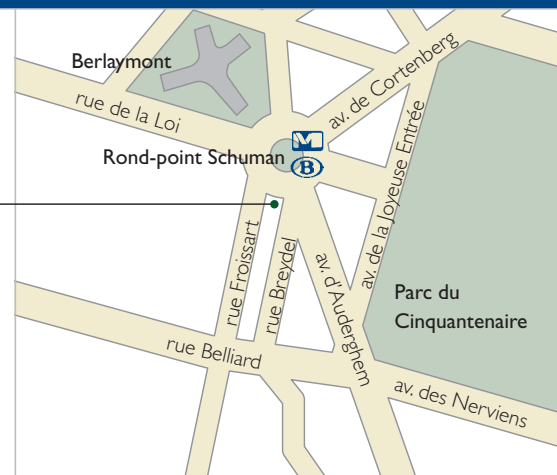 Berlaymont
av. de Cortenberg
rue de la Loi
M
Rond-point Schuman
B
av. de la Joyeuse Entrée
rue Froissart
rue Breydel
av. d'Auderghem
Parc du
Cinquantenaire
rue Belliard
av. des Nerviens